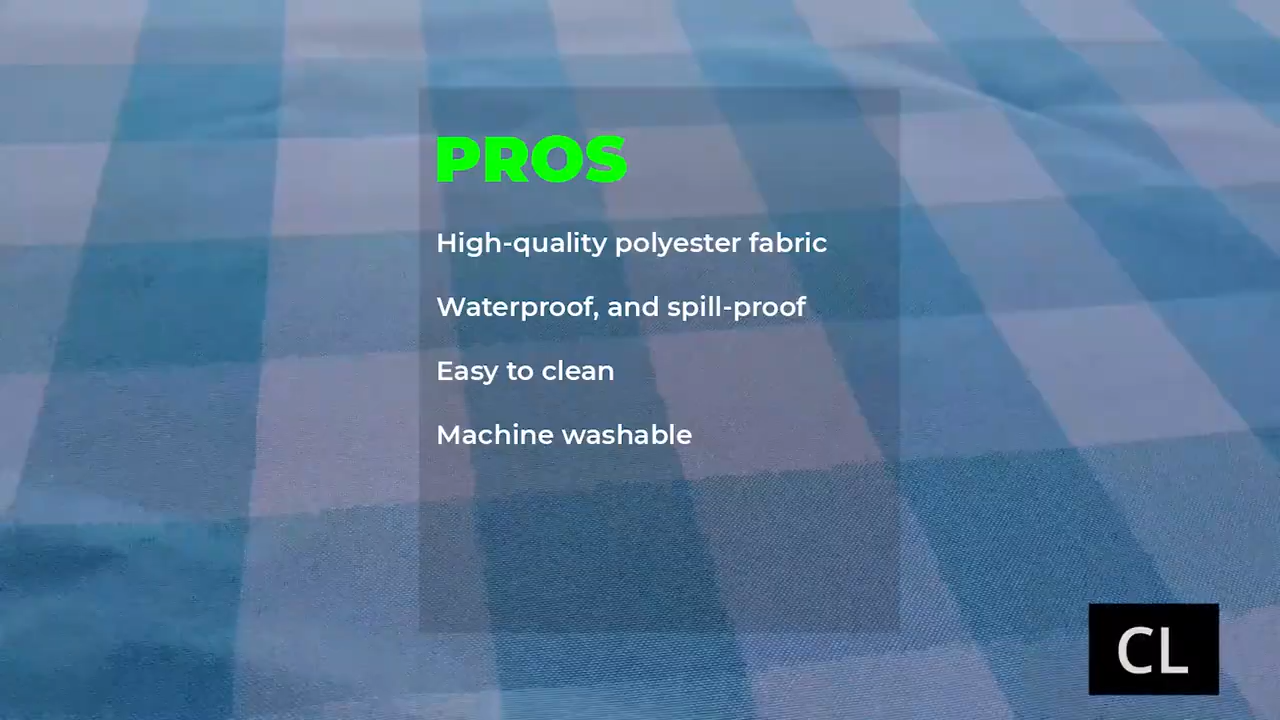 PROS
High-quality polyester fabric
Waterproof, and spill-proof
Easy to clean
Machine washable
CL